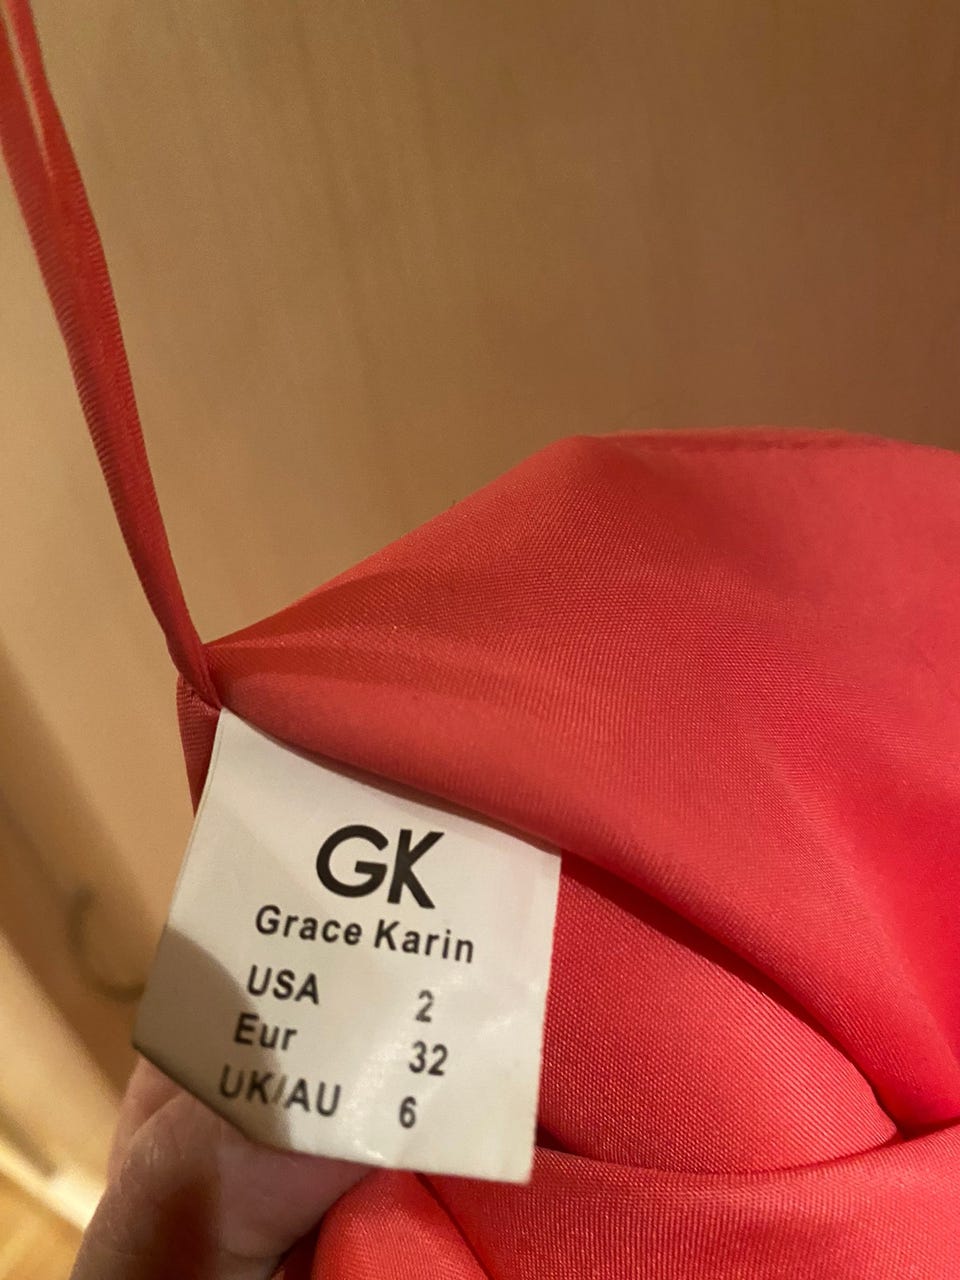 GK
Grace Karin
USA 2
Eur 32
UK/AU 6